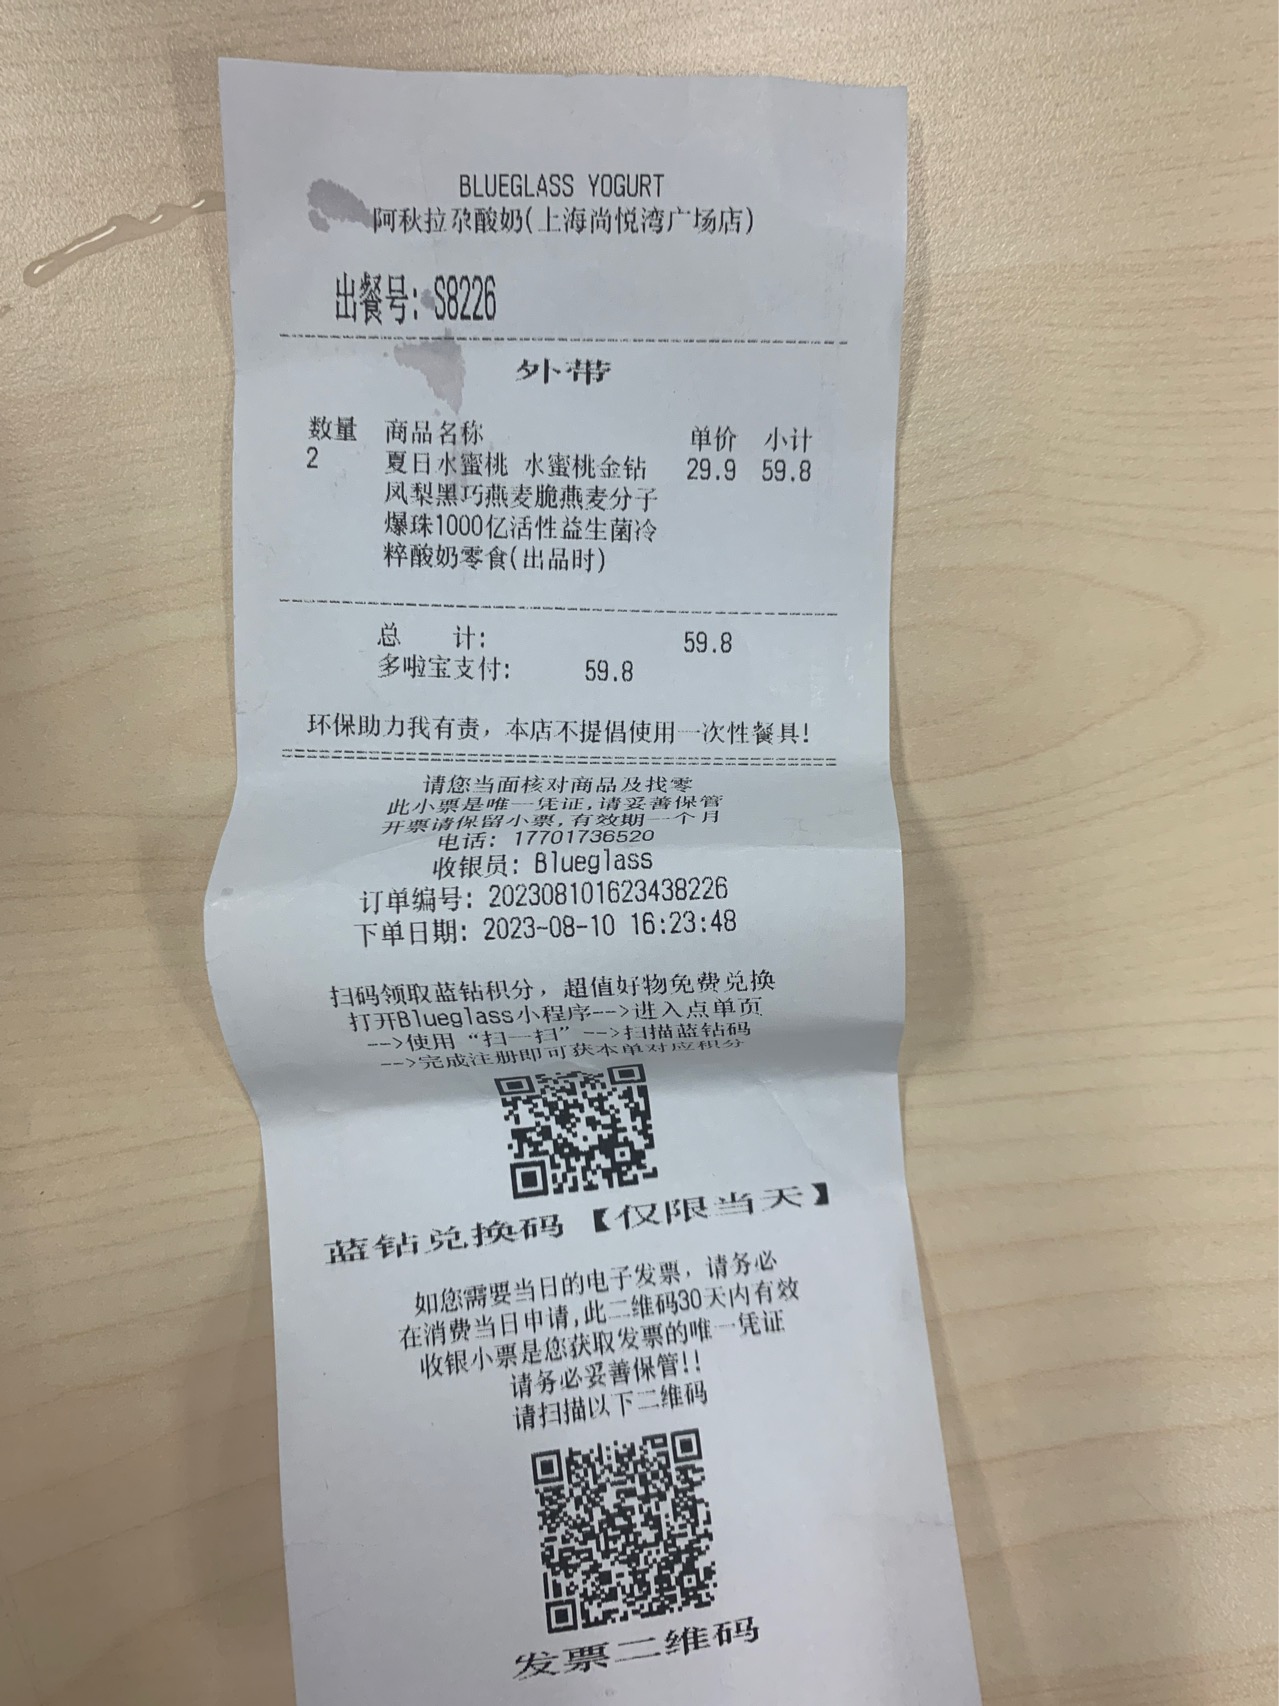 BLUEGLASS YOGURT
阿秋拉尕酸奶(上海尚悦湾广场店)
出餐号: S8226
外带
数量 商品名称 单价 小计
2 夏日水蜜桃 水蜜桃金钻 29.9 59.8
凤梨黑巧燕麦脆燕麦分子
爆珠1000亿活性益生菌冷
粹酸奶零食(出品时)
总 计: 59.8
多啦宝支付: 59.8
环保助力我有责，本店不提倡使用一次性餐具!
请您当面核对商品及找零
此小票是唯一凭证,请妥善保管
开票请保留小票,有效期一个月
电话: 17701736520
收银员: Blueglass
订单编号: 202308101623438226
下单日期: 2023-08-10 16:23:48
扫码领取蓝钻积分，超值好物免费兑换
打开Blueglass小程序-->进入点单页
-->使用“扫一扫”-->扫描蓝钻码
-->完成注册即可获本单对应积分
蓝钻兑换码【仅限当天】
如您需要当日的电子发票，请务必
在消费当日申请,此二维码30天内有效
收银小票是您获取发票的唯一凭证
请务必妥善保管!!
请扫描以下二维码
发票二维码